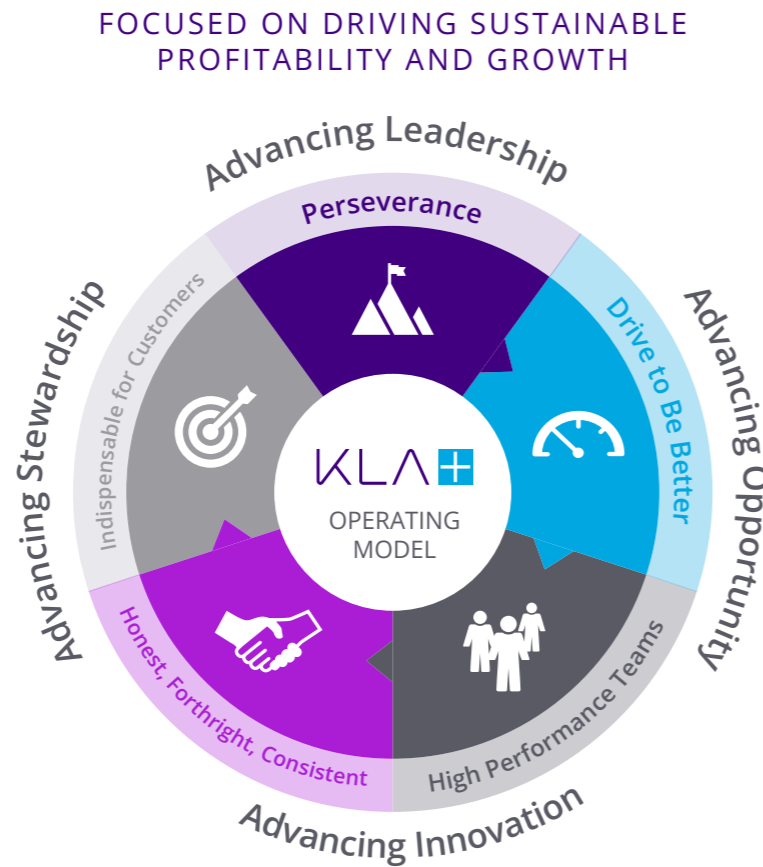 FOCUSED ON DRIVING SUSTAINABLE
PROFITABILITY AND GROWTH
Advancing Leadership
Perseverance
Advancing Opportunity
Drive to Be Better
High Performance Teams
Advancing Innovation
Honest, Forthright, Consistent
Advancing Stewardship
Indispensable for Customers
KLA+
OPERATING
MODEL